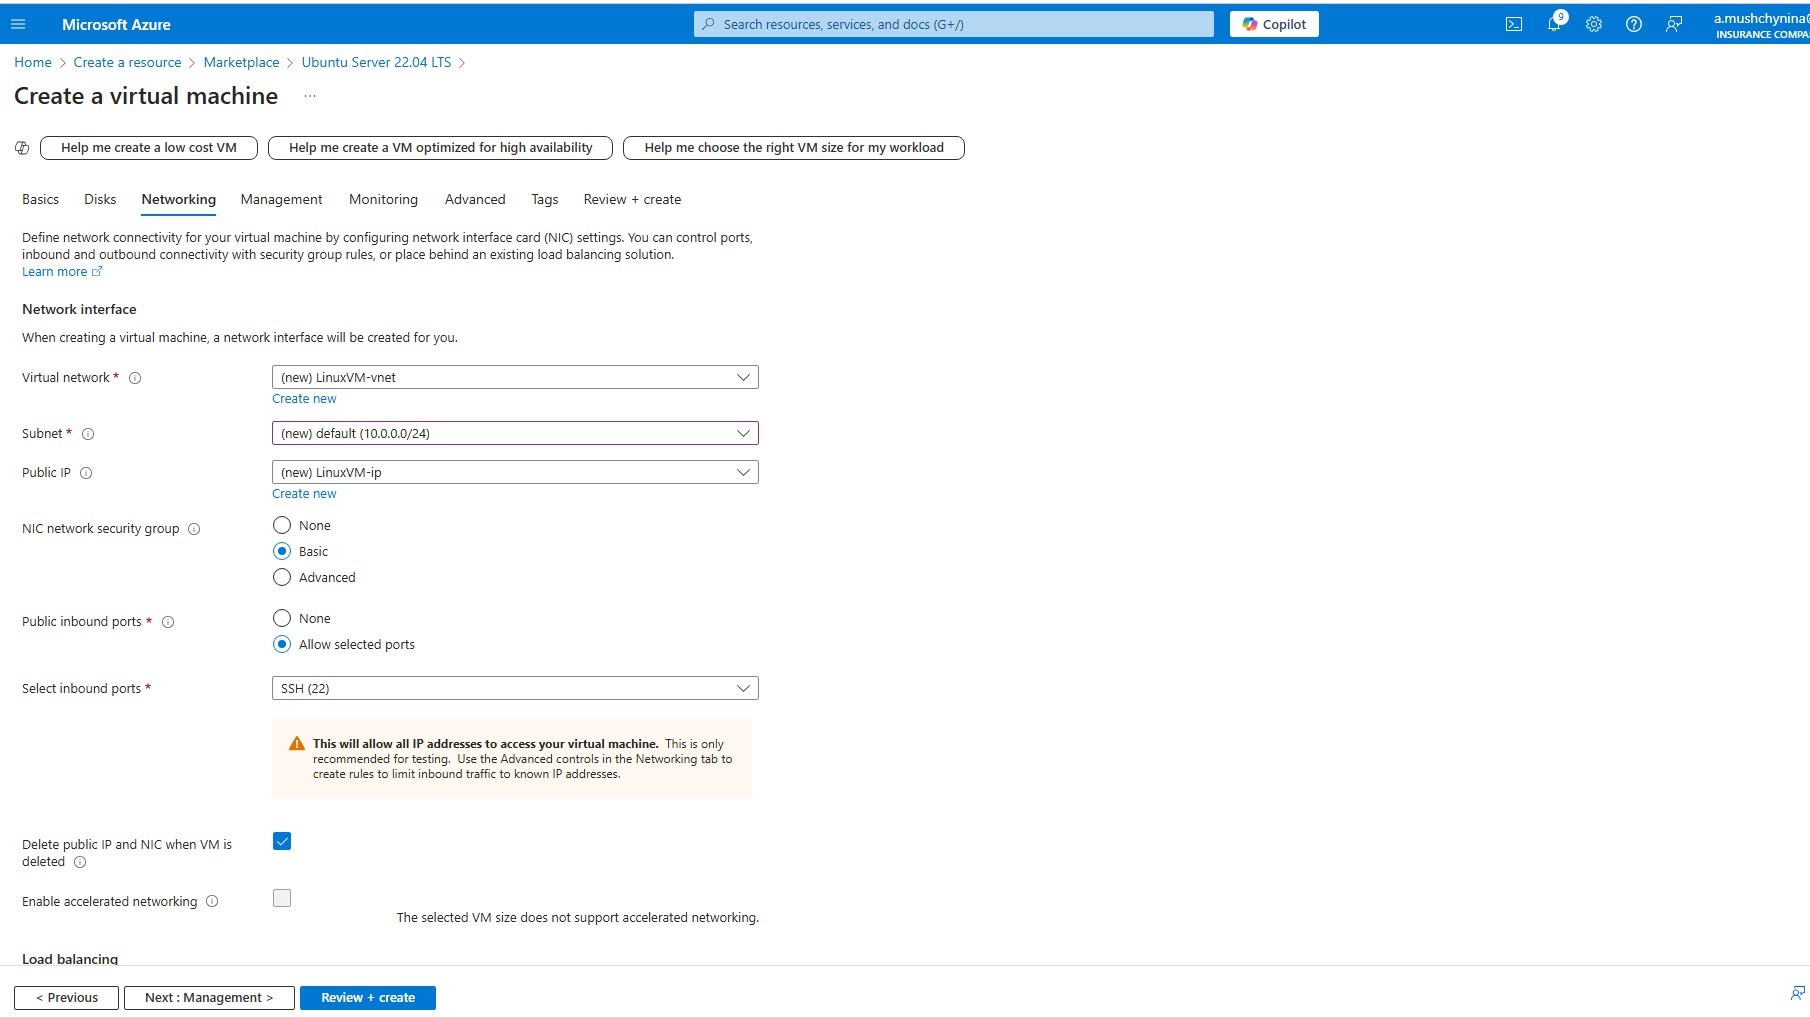 Microsoft Azure
Search resources, services, and docs (G+/)
Copilot
9
a.mushchynina@
INSURANCE COMPA
Home > Create a resource > Marketplace > Ubuntu Server 22.04 LTS >
Create a virtual machine ...
Help me create a low cost VM
Help me create a VM optimized for high availability
Help me choose the right VM size for my workload
Basics Disks Networking Management Monitoring Advanced Tags Review + create
Define network connectivity for your virtual machine by configuring network interface card (NIC) settings. You can control ports,
inbound and outbound connectivity with security group rules, or place behind an existing load balancing solution.
Learn more
Network interface
When creating a virtual machine, a network interface will be created for you.
Virtual network *
(new) LinuxVM-vnet
Create new
Subnet *
(new) default (10.0.0.0/24)
Public IP
(new) LinuxVM-ip
Create new
NIC network security group
None
Basic
Advanced
Public inbound ports *
None
Allow selected ports
Select inbound ports *
SSH (22)
This will allow all IP addresses to access your virtual machine. This is only
recommended for testing. Use the Advanced controls in the Networking tab to
create rules to limit inbound traffic to known IP addresses.
Delete public IP and NIC when VM is
deleted
Enable accelerated networking
The selected VM size does not support accelerated networking.
Load balancing
< Previous
Next : Management >
Review + create